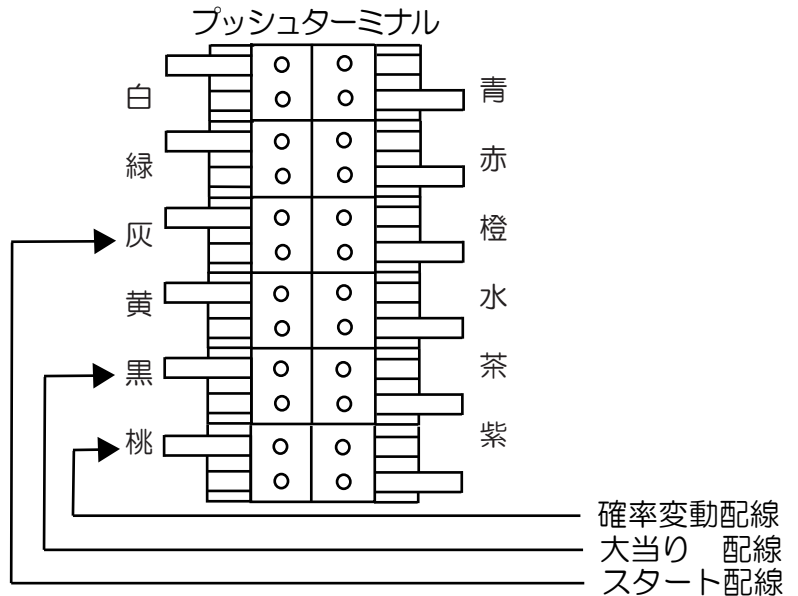 プッシュターミナル
白
青
緑
赤
灰
橙
黄
水
黒
茶
桃
紫
確率変動配線
大当り　配線
スタート配線